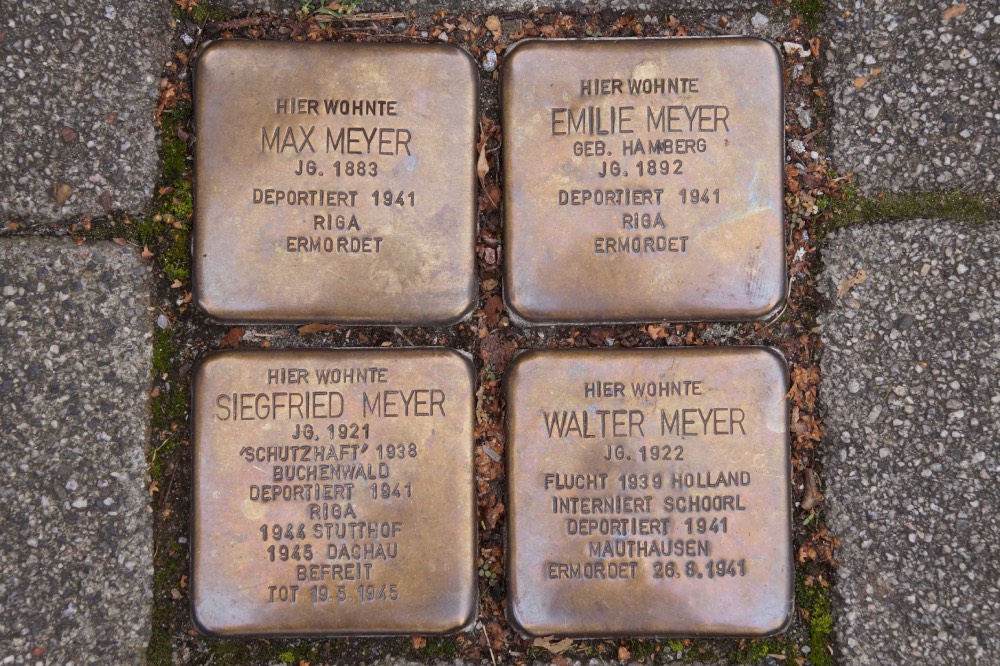 HIER WOHNTE
MAX MEYER
JG. 1883
DEPORTIERT 1941
RIGA
ERMORDET
HIER WOHNTE
EMILIE MEYER
GEB. HAMBERG
JG. 1892
DEPORTIERT 1941
RIGA
ERMORDET
HIER WOHNTE
SIEGFRIED MEYER
JG. 1921
'SCHUTZHAFT' 1938
BUCHENWALD
DEPORTIERT 1941
RIGA
1944 STUTTHOF
1945 DACHAU
BEFREIT
TOT 19.5.1945
HIER WOHNTE
WALTER MEYER
JG. 1922
FLUCHT 1939 HOLLAND
INTERNIERT SCHOORL
DEPORTIERT 1941
MAUTHAUSEN
ERMORDET 26.8.1941